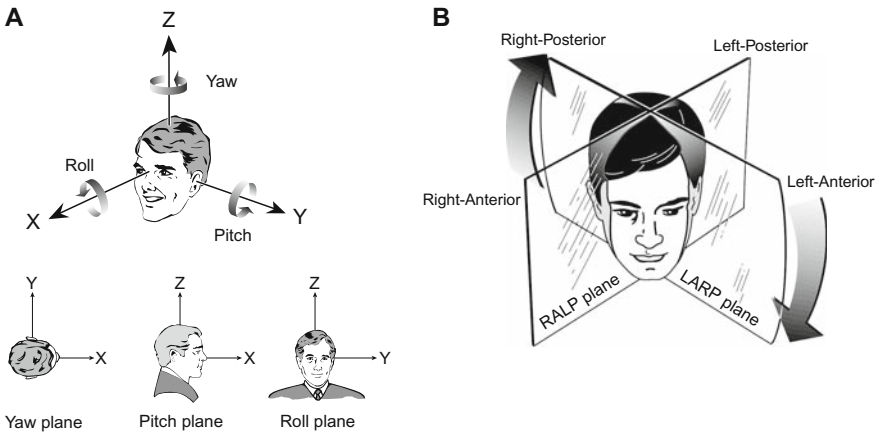 A
Z
Yaw
Roll
X
Y
Pitch
Y
X
Yaw plane
Z
X
Pitch plane
Z
Y
Roll plane
B
Right-Posterior
Left-Posterior
Right-Anterior
Left-Anterior
RALP plane
LARP plane